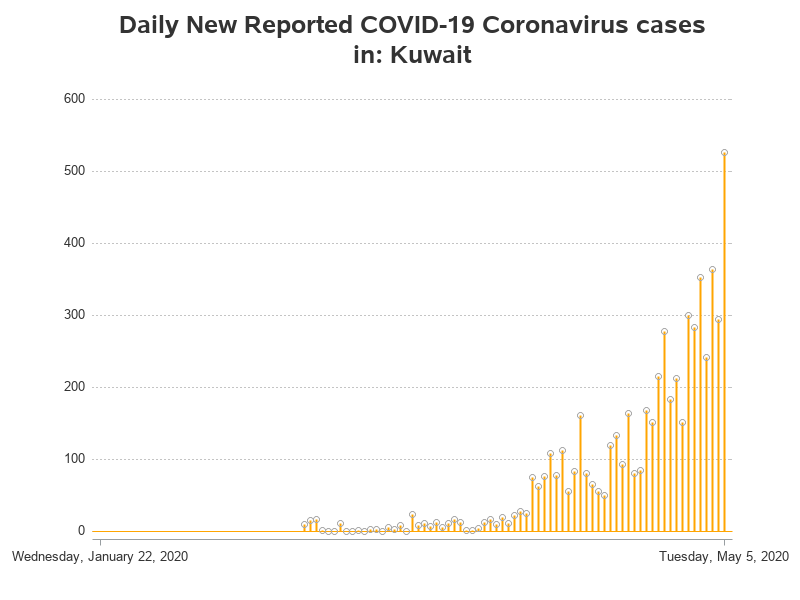 Daily New Reported COVID-19 Coronavirus cases
in: Kuwait
600
500
400
300
200
100
0
Wednesday, January 22, 2020
Tuesday, May 5, 2020